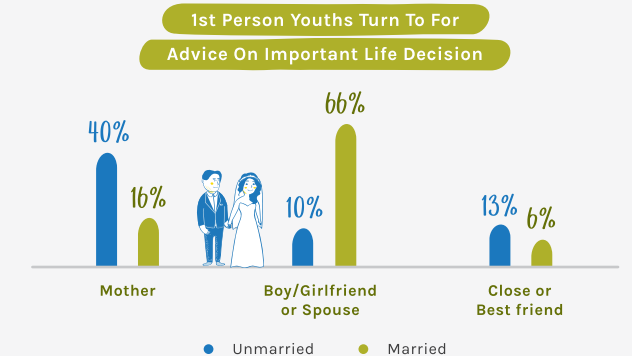 1st Person Youths Turn To For
Advice On Important Life Decision
40%
16%
10%
66%
13%
6%
Mother
Boy/Girlfriend
or Spouse
Close or
Best friend
Unmarried
Married